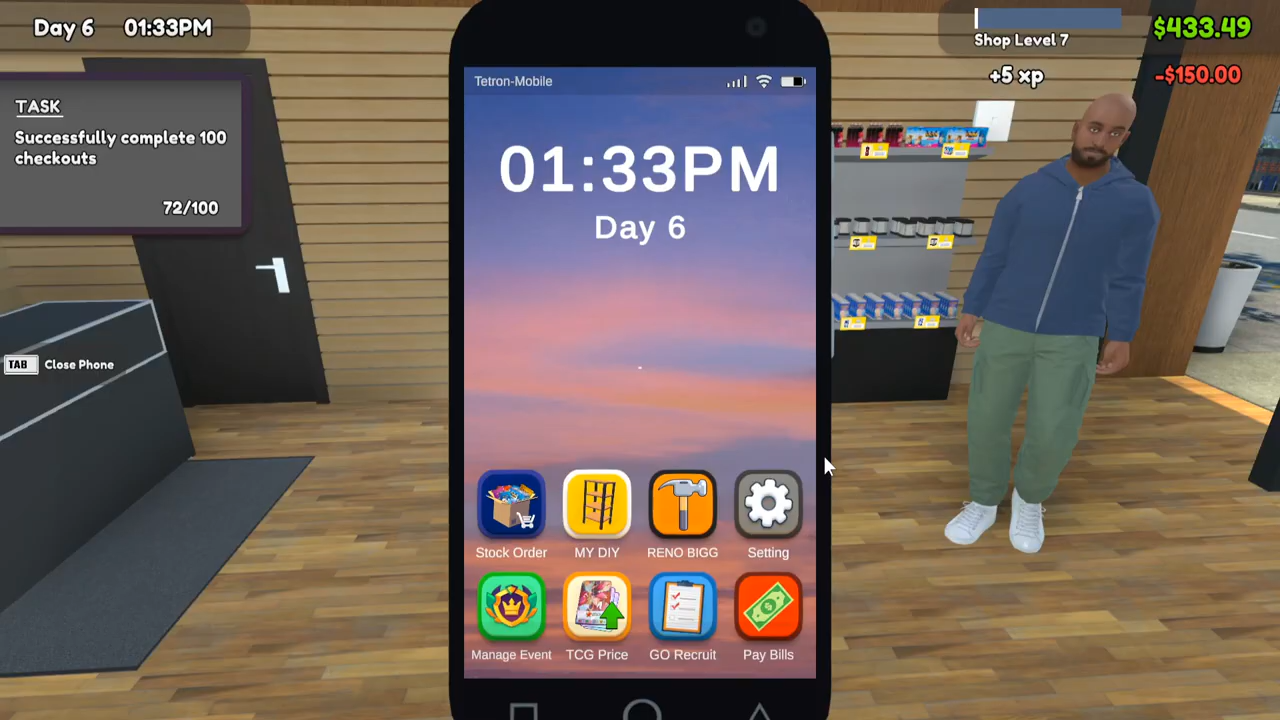 Day 6 01:33PM
TASK
Successfully complete 100
checkouts
72/100
TAB Close Phone
Tetron-Mobile
01:33PM
Day 6
Stock Order
MY DIY
RENO BIGG
Setting
Manage Event
TCG Price
GO Recruit
Pay Bills
Shop Level 7
$433.49
+5 xp
-$150.00